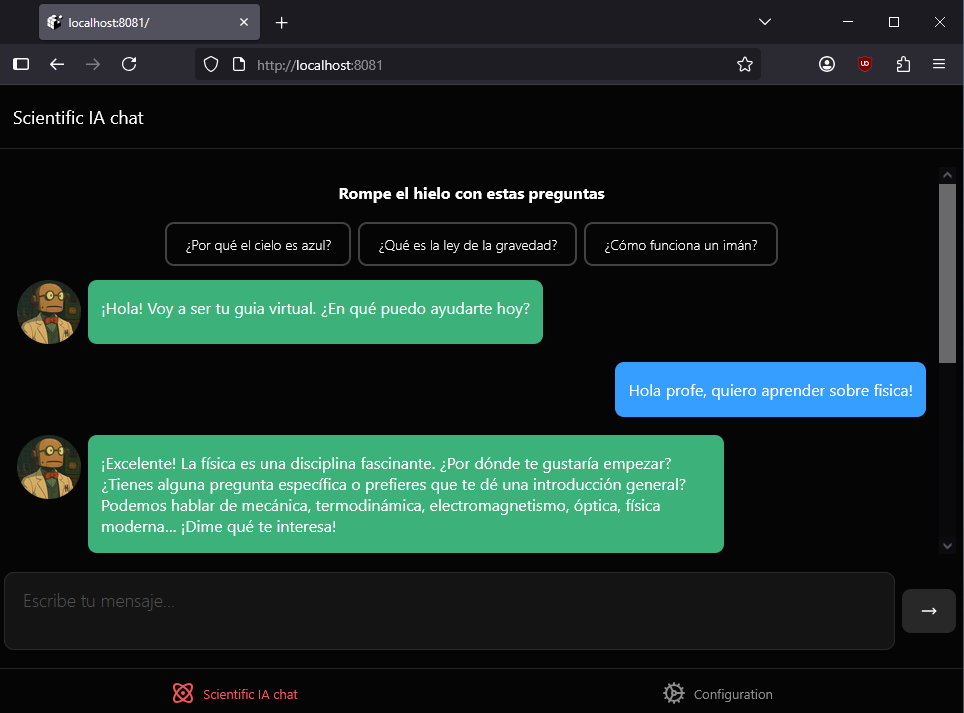 localhost:8081/
http://localhost:8081
Scientific IA chat
Rompe el hielo con estas preguntas
¿Por qué el cielo es azul?
¿Qué es la ley de la gravedad?
¿Cómo funciona un imán?
¡Hola! Voy a ser tu guia virtual. ¿En qué puedo ayudarte hoy?
Hola profe, quiero aprender sobre fisica!
¡Excelente! La física es una disciplina fascinante. ¿Por dónde te gustaría empezar?
¿Tienes alguna pregunta específica o prefieres que te dé una introducción general?
Podemos hablar de mecánica, termodinámica, electromagnetismo, óptica, física
moderna... ¡Dime qué te interesa!
Escribe tu mensaje...
Scientific IA chat
Configuration